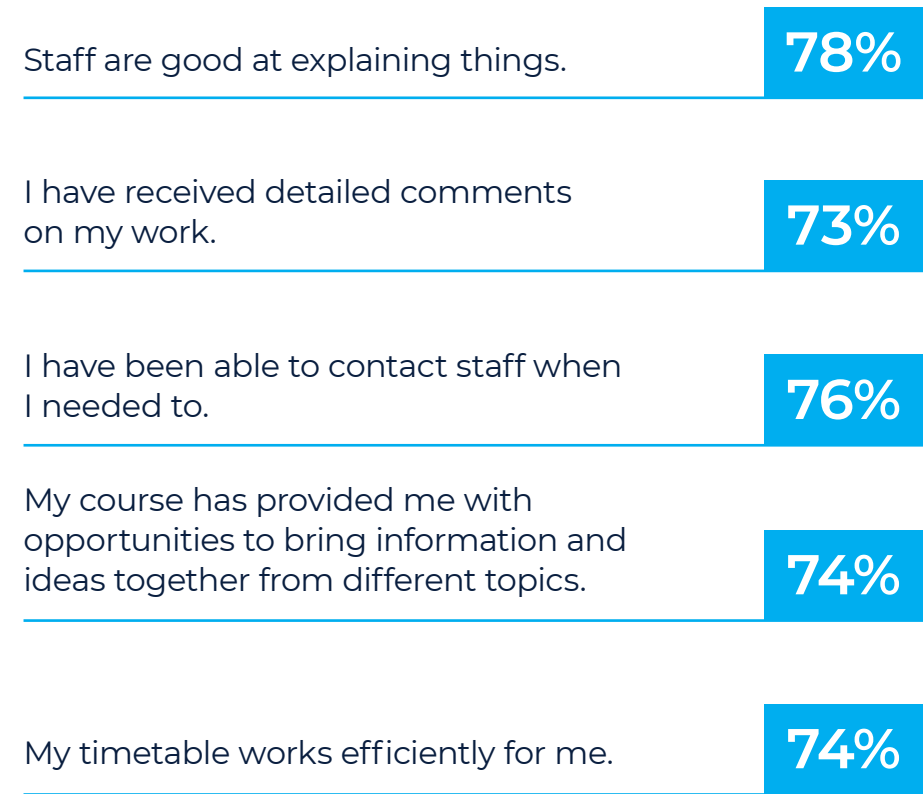 Staff are good at explaining things.
78%
I have received detailed comments
on my work.
73%
I have been able to contact staff when
I needed to.
76%
My course has provided me with
opportunities to bring information and
ideas together from different topics.
74%
My timetable works efficiently for me.
74%